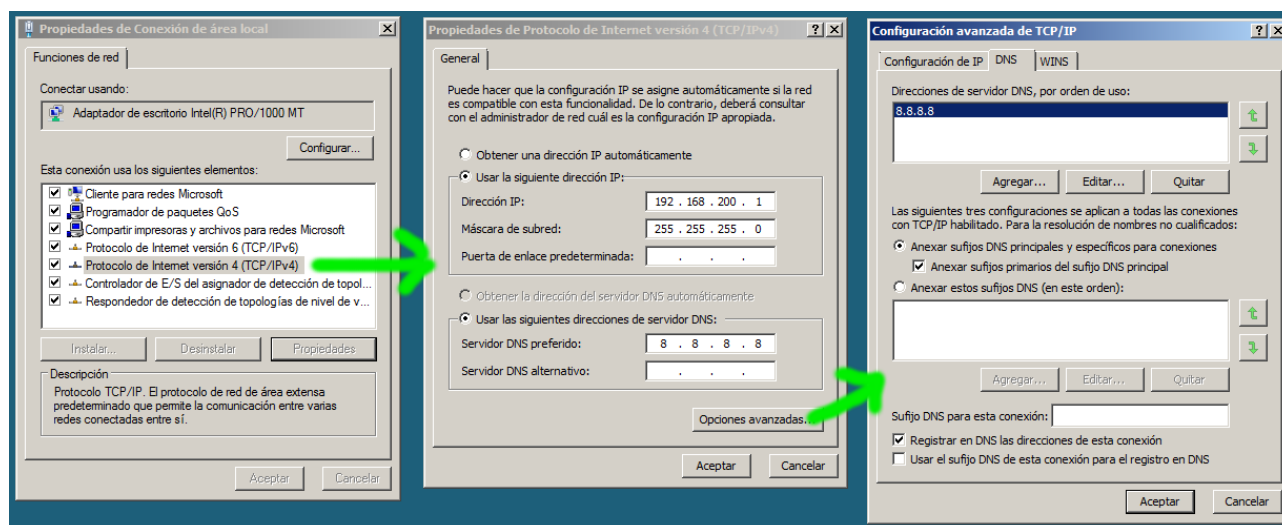 Propiedades de Conexión de área local
Funciones de red
Conectar usando:
Adaptador de escritorio Intel(R) PRO/1000 MT
Configurar...
Esta conexión usa los siguientes elementos:
Cliente para redes Microsoft
Programador de paquetes QoS
Compartir impresoras y archivos para redes Microsoft
Protocolo de Internet versión 6 (TCP/IPv6)
Protocolo de Internet versión 4 (TCP/IPv4)
Controlador de E/S del asignador de detección de topol...
Respondedor de detección de topologías de nivel de v...
Instalar...
Desinstalar
Propiedades
Descripción
Protocolo TCP/IP. El protocolo de red de área extensa
predeterminado que permite la comunicación entre varias
redes conectadas entre sí.
Aceptar
Cancelar
Propiedades de Protocolo de Internet versión 4 (TCP/IPv4)
General
Puede hacer que la configuración IP se asigne automáticamente si la red
es compatible con esta funcionalidad. De lo contrario, deberá consultar
con el administrador de red cuál es la configuración IP apropiada.
Obtener una dirección IP automáticamente
Usar la siguiente dirección IP:
Dirección IP: 192 . 168 . 200 . 1
Máscara de subred: 255 . 255 . 255 . 0
Puerta de enlace predeterminada: . . .
Obtener la dirección del servidor DNS automáticamente
Usar las siguientes direcciones de servidor DNS:
Servidor DNS preferido: 8 . 8 . 8 . 8
Servidor DNS alternativo: . . .
Opciones avanzadas...
Aceptar
Cancelar
Configuración avanzada de TCP/IP
Configuración de IP
DNS
WINS
Direcciones de servidor DNS, por orden de uso:
8.8.8.8
Agregar...
Editar...
Quitar
Las siguientes tres configuraciones se aplican a todas las conexiones
con TCP/IP habilitado. Para la resolución de nombres no cualificados:
Anexar sufijos DNS principales y específicos para conexiones
Anexar sufijos primarios del sufijo DNS principal
Anexar estos sufijos DNS (en este orden):
Agregar...
Editar...
Quitar
Sufijo DNS para esta conexión:
Registrar en DNS las direcciones de esta conexión
Usar el sufijo DNS de esta conexión para el registro en DNS
Aceptar
Cancelar